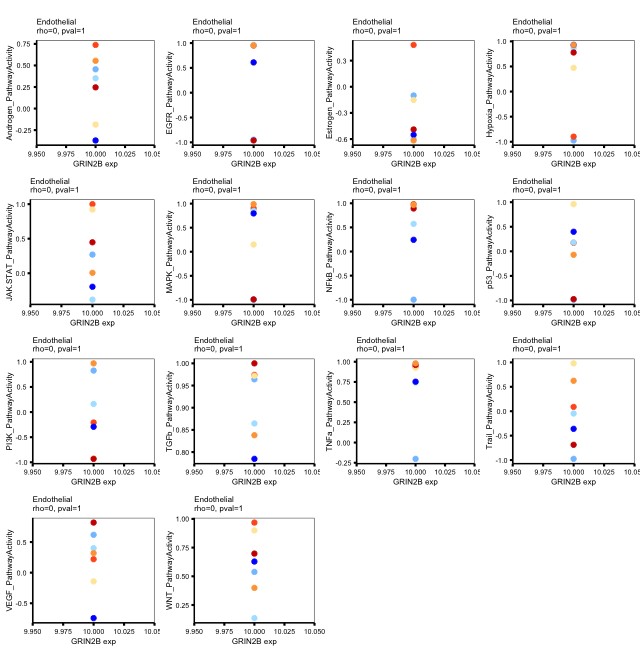 Endothelial
rho=0, pval=1
Androgen_PathwayActivity
0.75
0.50
0.25
0.00
-0.25
9.950 9.975 10.000 10.025 10.05
GRIN2B exp
Endothelial
rho=0, pval=1
EGFR_PathwayActivity
1.0
0.5
0.0
-0.5
-1.0
9.950 9.975 10.000 10.025 10.05
GRIN2B exp
Endothelial
rho=0, pval=1
Estrogen_PathwayActivity
0.3
0.0
-0.3
-0.6
9.950 9.975 10.000 10.025 10.05
GRIN2B exp
Endothelial
rho=0, pval=1
Hypoxia_PathwayActivity
1.0
0.5
0.0
-0.5
-1.0
9.950 9.975 10.000 10.025 10.05
GRIN2B exp
Endothelial
rho=0, pval=1
JAK.STAT_PathwayActivity
1.0
0.5
0.0
9.950 9.975 10.000 10.025 10.05
GRIN2B exp
Endothelial
rho=0, pval=1
MAPK_PathwayActivity
1.0
0.5
0.0
-0.5
-1.0
9.950 9.975 10.000 10.025 10.05
GRIN2B exp
Endothelial
rho=0, pval=1
NFkB_PathwayActivity
1.0
0.5
0.0
-0.5
-1.0
9.950 9.975 10.000 10.025 10.05
GRIN2B exp
Endothelial
rho=0, pval=1
p53_PathwayActivity
1.0
0.5
0.0
-0.5
-1.0
9.950 9.975 10.000 10.025 10.05
GRIN2B exp
Endothelial
rho=0, pval=1
PI3K_PathwayActivity
1.0
0.5
0.0
-0.5
-1.0
9.950 9.975 10.000 10.025 10.05
GRIN2B exp
Endothelial
rho=0, pval=1
TGFb_PathwayActivity
1.00
0.95
0.90
0.85
0.80
9.950 9.975 10.000 10.025 10.05
GRIN2B exp
Endothelial
rho=0, pval=1
TNFa_PathwayActivity
1.00
0.75
0.50
0.25
0.00
-0.25
9.950 9.975 10.000 10.025 10.05
GRIN2B exp
Endothelial
rho=0, pval=1
Trail_PathwayActivity
1.0
0.5
0.0
-0.5
-1.0
9.950 9.975 10.000 10.025 10.05
GRIN2B exp
Endothelial
rho=0, pval=1
VEGF_PathwayActivity
0.5
0.0
-0.5
9.950 9.975 10.000 10.025 10.05
GRIN2B exp
Endothelial
rho=0, pval=1
WNT_PathwayActivity
1.00
0.75
0.50
0.25
9.950 9.975 10.000 10.025 10.050
GRIN2B exp